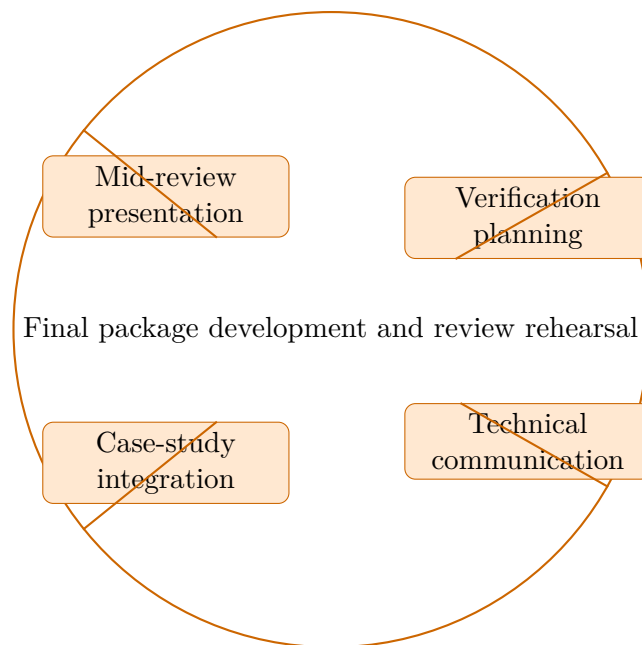 Mid-review
presentation
Verification
planning
Final package development and review rehearsal
Case-study
integration
Technical
communication